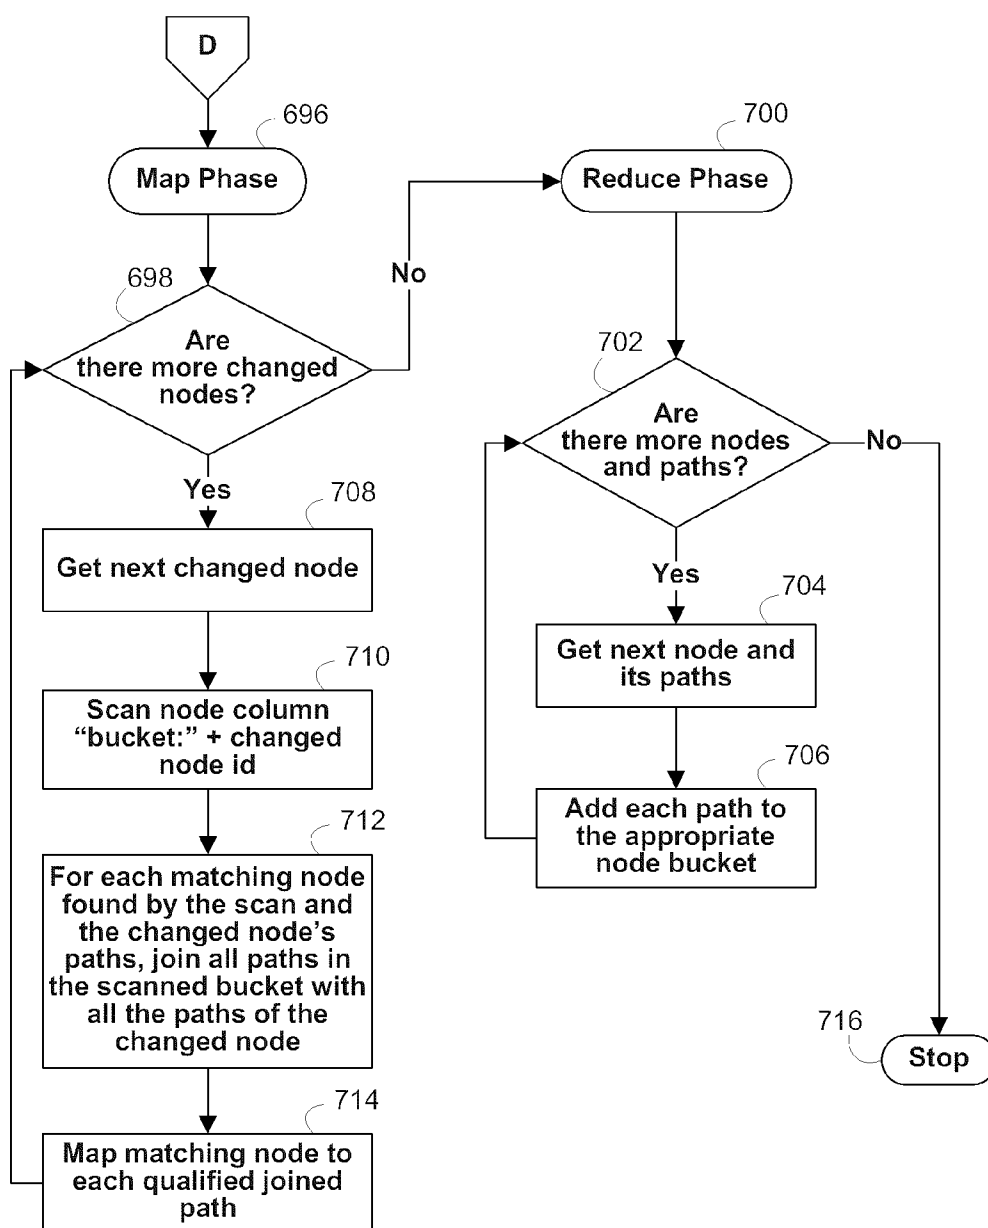 D
696
Map Phase
698
Are
there more changed
nodes?
No
Yes
708
Get next changed node
710
Scan node column
“bucket:” + changed
node id
712
For each matching node
found by the scan and
the changed node’s
paths, join all paths in
the scanned bucket with
all the paths of the
changed node
714
Map matching node to
each qualified joined
path
700
Reduce Phase
702
Are
there more nodes
and paths?
No
Yes
704
Get next node and
its paths
706
Add each path to
the appropriate
node bucket
716
Stop